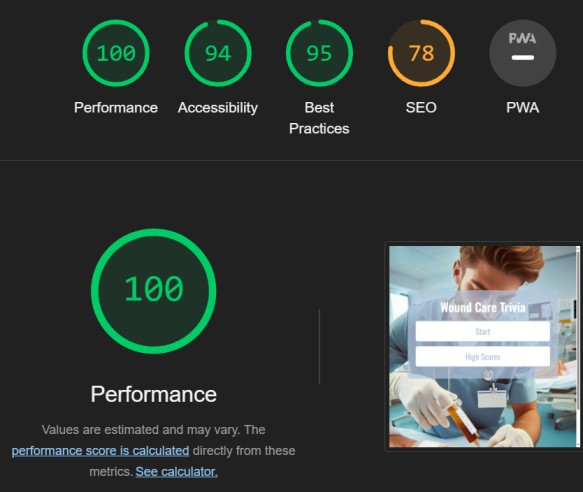 100
94
95
78
PWA
Performance
Accessibility
Best
Practices
SEO
PWA
100
Performance
Values are estimated and may vary. The
performance score is calculated directly from these
metrics. See calculator.
Wound Care Trivia
Start
High Scores